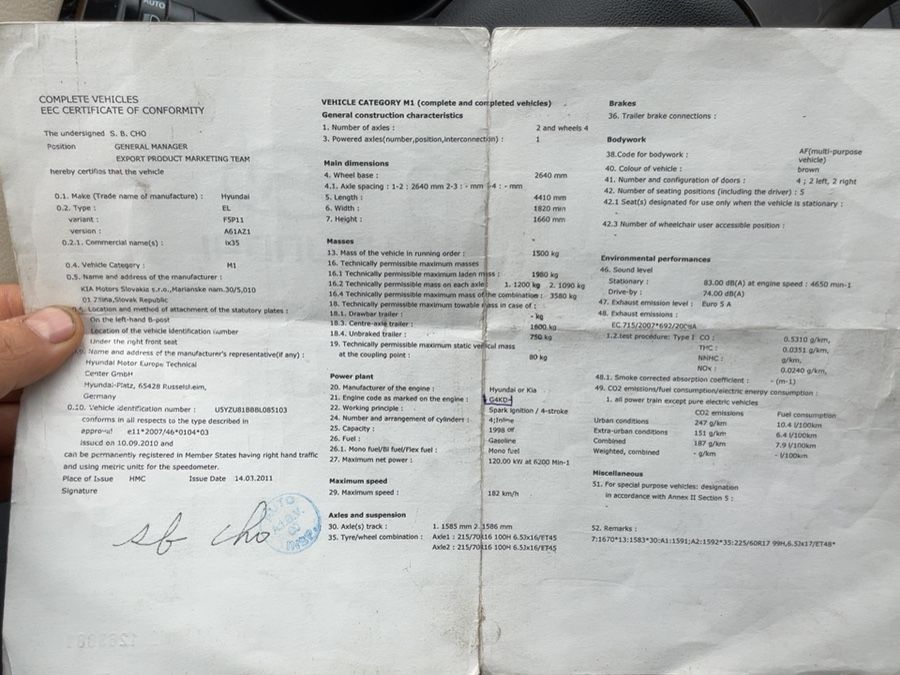 COMPLETE VEHICLES
EEC CERTIFICATE OF CONFORMITY
The undersigned S. B. CHO
Position GENERAL MANAGER
EXPORT PRODUCT MARKETING TEAM
hereby certifies that the vehicle
0.1. Make (Trade name of manufacture) : Hyundai
0.2. Type : EL
variant : F5P11
version : A61AZ1
0.2.1. Commercial name(s) : ix35
0.4. Vehicle Category : M1
0.5. Name and address of the manufacturer :
KIA Motors Slovakia s.r.o.,Marianske nam.30/5,010
01 Zilina,Slovak Republic
Location and method of attachment of the statutory plates :
On the left-hand B-post
Location of the vehicle identification number
Under the right front seat
Name and address of the manufacturer's representative(if any) :
Hyundai Motor Europe Technical
Center GmbH
Hyundai-Platz, 65428 Russelsheim,
Germany
0.10. Vehicle identification number : U5YZU81BBBL085103
conforms in all respects to the type described in
approval e11*2007/46*0104*03
issued on 10.09.2010 and
can be permanently registered in Member States having right hand traffic
and using metric units for the speedometer.
Place of Issue HMC Issue Date 14.03.2011
Signature
sb cho
VEHICLE CATEGORY M1 (complete and completed vehicles)
General construction characteristics
1. Number of axles : 2 and wheels 4
3. Powered axles(number,position,interconnection) : 1
Main dimensions
4. Wheel base : 2640 mm
4.1. Axle spacing : 1-2 : 2640 mm 2-3 : - mm 3-4 : - mm
5. Length : 4410 mm
6. Width : 1820 mm
7. Height : 1660 mm
Masses -
13. Mass of the vehicle in running order : 1500 kg
16. Technically permissible maximum masses
16.1 Technically permissible maximum laden mass : 1980 kg
16.2 Technically permissible mass on each axle : 1. 1200 kg 2. 1090 kg
16.4 Technically permissible maximum mass of the combination : 3580 kg
18. Technically permissible maximum towable mass in case of :
18.1. Drawbar trailer : - kg
18.3. Centre-axle trailer : 1600 kg
18.4. Unbraked trailer : 750 kg
19. Technically permissible maximum static vertical mass
at the coupling point : 80 kg
Power plant
20. Manufacturer of the engine : Hyundai or Kia
21. Engine code as marked on the engine : G4KD
22. Working principle : Spark ignition / 4-stroke
24. Number and arrangement of cylinders : 4;Inline
25. Capacity : 1998 cm³
26. Fuel : Gasoline
26.1. Mono fuel/Bi fuel/Flex fuel : Mono fuel
27. Maximum net power : 120.00 kW at 6200 Min-1
Maximum speed
29. Maximum speed : 182 km/h
Axles and suspension
30. Axle(s) track : 1. 1585 mm 2. 1586 mm
35. Tyre/wheel combination : Axle1 : 215/70R16 100H 6.5Jx16/ET45
Axle2 : 215/70R16 100H 6.5Jx16/ET45
Brakes
36. Trailer brake connections :
Bodywork
38.Code for bodywork : AF(multi-purpose
vehicle)
40. Colour of vehicle : brown
41. Number and configuration of doors : 4 ; 2 left, 2 right
42. Number of seating positions (including the driver) : 5
42.1 Seat(s) designated for use only when the vehicle is stationary :
42.3 Number of wheelchair user accessible position :
Environmental performances
46. Sound level
Stationary : 83.00 dB(A) at engine speed : 4650 min-1
Drive-by : 74.00 dB(A)
47. Exhaust emission level : Euro 5 A
48. Exhaust emissions :
EC 715/2007*692/2008A
1.2.test procedure: Type I CO : 0.5310 g/km,
THC : 0.0351 g/km,
NNHC : g/km,
NOx : 0.0240 g/km,
48.1. Smoke corrected absorption coefficient : - (m-1)
49. CO2 emissions/fuel consumption/electric energy consumption :
1. all power train except pure electric vehicles
CO2 emissions Fuel consumption
Urban conditions 247 g/km 10.4 l/100km
Extra-urban conditions 151 g/km 6.4 l/100km
Combined 187 g/km 7.9 l/100km
Weighted, combined - g/km - l/100km
Miscellaneous
51. For special purpose vehicles: designation
in accordance with Annex II Section 5 :
52. Remarks :
7:1670*13:1583*30:A1:1591;A2:1592*35:225/60R17 99H,6.5Jx17/ET48*